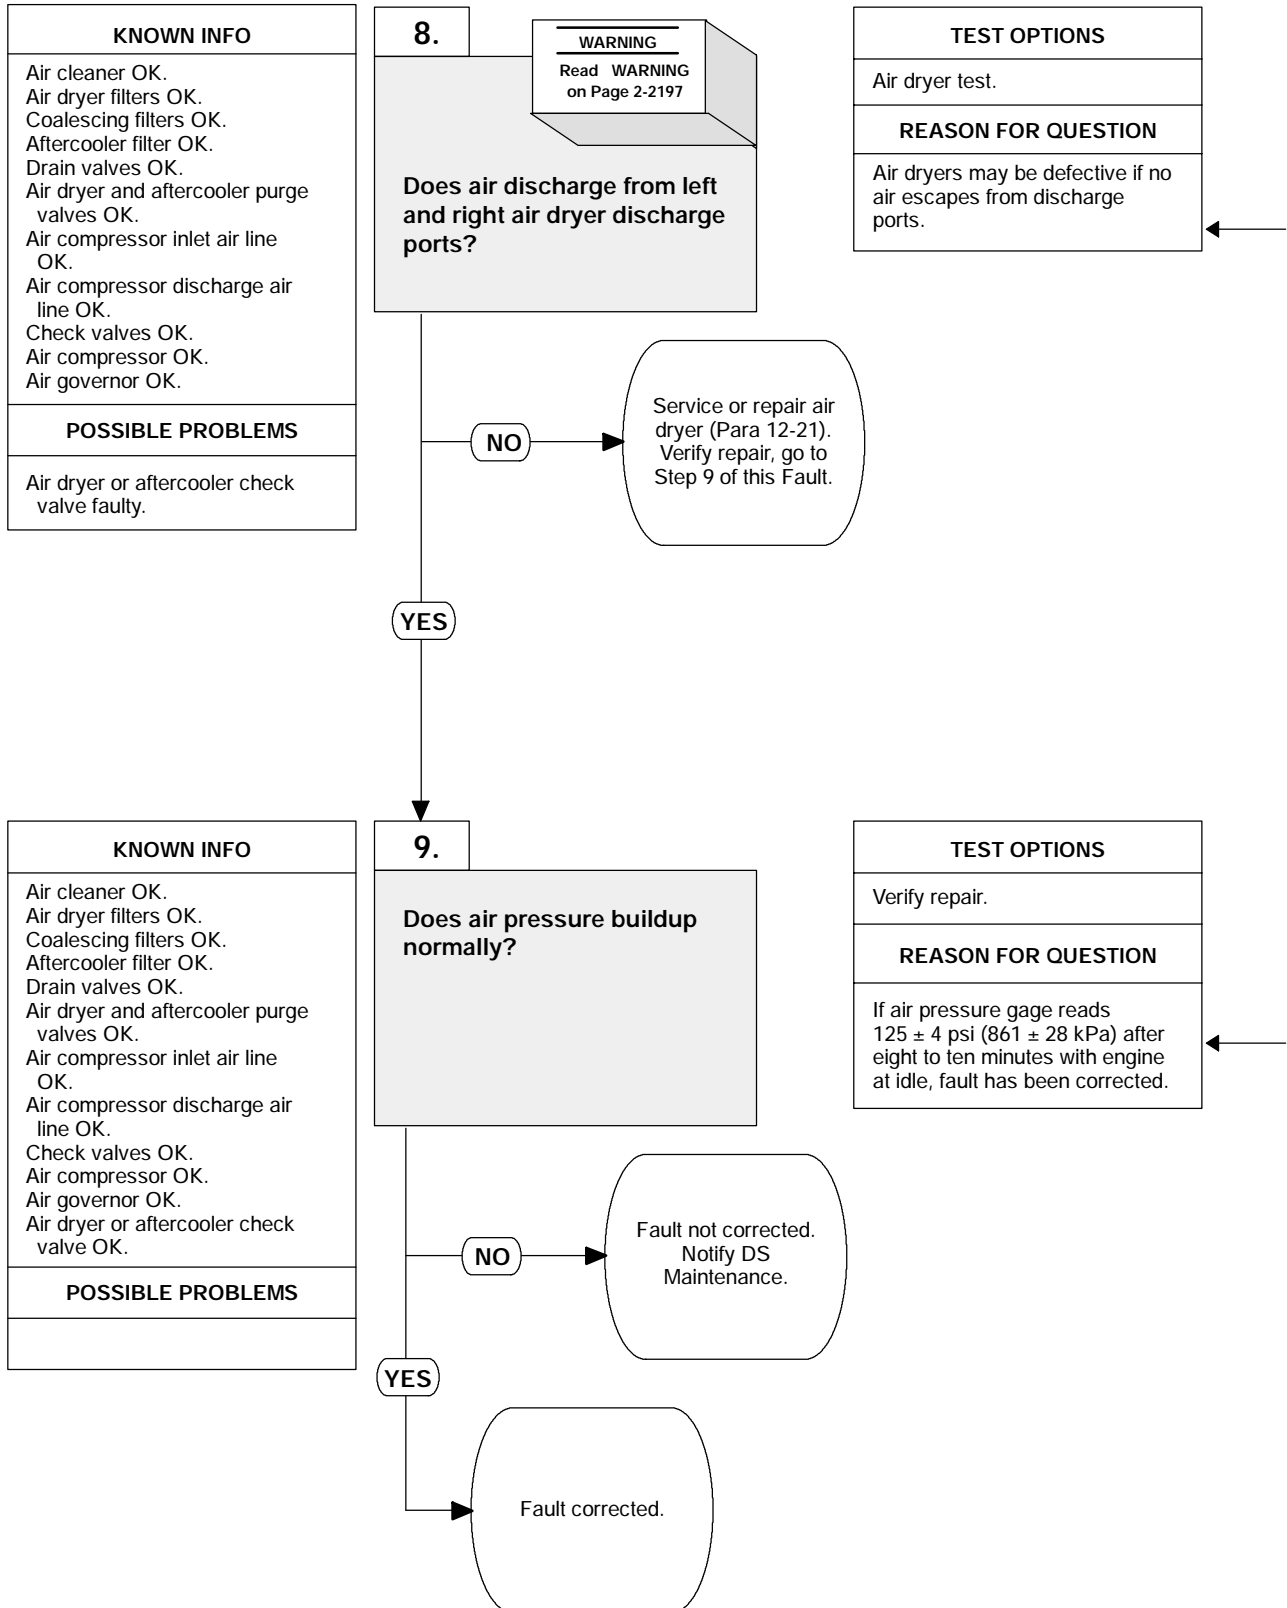 KNOWN INFO
Air cleaner OK.
Air dryer filters OK.
Coalescing filters OK.
Aftercooler filter OK.
Drain valves OK.
Air dryer and aftercooler purge
valves OK.
Air compressor inlet air line
OK.
Air compressor discharge air
line OK.
Check valves OK.
Air compressor OK.
Air governor OK.
POSSIBLE PROBLEMS
Air dryer or aftercooler check
valve faulty.
8.
WARNING
Read WARNING
on Page 2-2197
Does air discharge from left
and right air dryer discharge
ports?
TEST OPTIONS
Air dryer test.
REASON FOR QUESTION
Air dryers may be defective if no
air escapes from discharge
ports.
NO
Service or repair air
dryer (Para 12-21).
Verify repair, go to
Step 9 of this Fault.
YES
KNOWN INFO
Air cleaner OK.
Air dryer filters OK.
Coalescing filters OK.
Aftercooler filter OK.
Drain valves OK.
Air dryer and aftercooler purge
valves OK.
Air compressor inlet air line
OK.
Air compressor discharge air
line OK.
Check valves OK.
Air compressor OK.
Air governor OK.
Air dryer or aftercooler check
valve OK.
POSSIBLE PROBLEMS
9.
Does air pressure buildup
normally?
TEST OPTIONS
Verify repair.
REASON FOR QUESTION
If air pressure gage reads
125 ± 4 psi (861 ± 28 kPa) after
eight to ten minutes with engine
at idle, fault has been corrected.
NO
Fault not corrected.
Notify DS
Maintenance.
YES
Fault corrected.